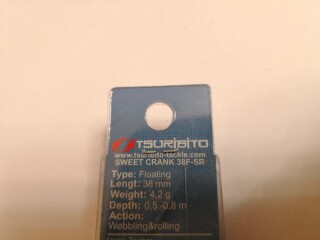 TSURIBITO
www.tsuribito-tackle.com
SWEET CRANK 38F-SR
Type: Floating
Lengt: 38 mm
Weight: 4,2 g
Depth: 0,5 -0,8 m
Action:
Wobbling&rolling